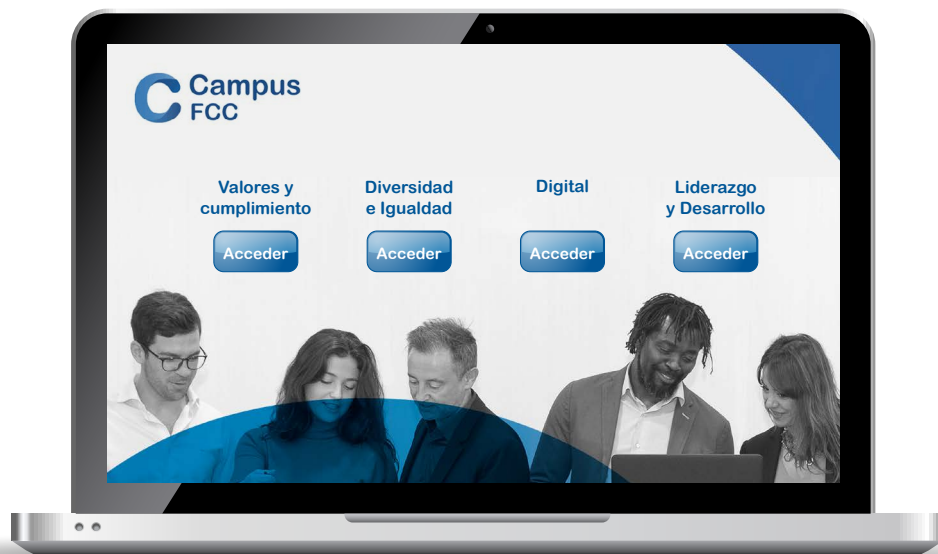 Campus
FCC
Valores y
cumplimiento
Diversidad
e Igualdad
Digital
Liderazgo
y Desarrollo
Acceder
Acceder
Acceder
Acceder